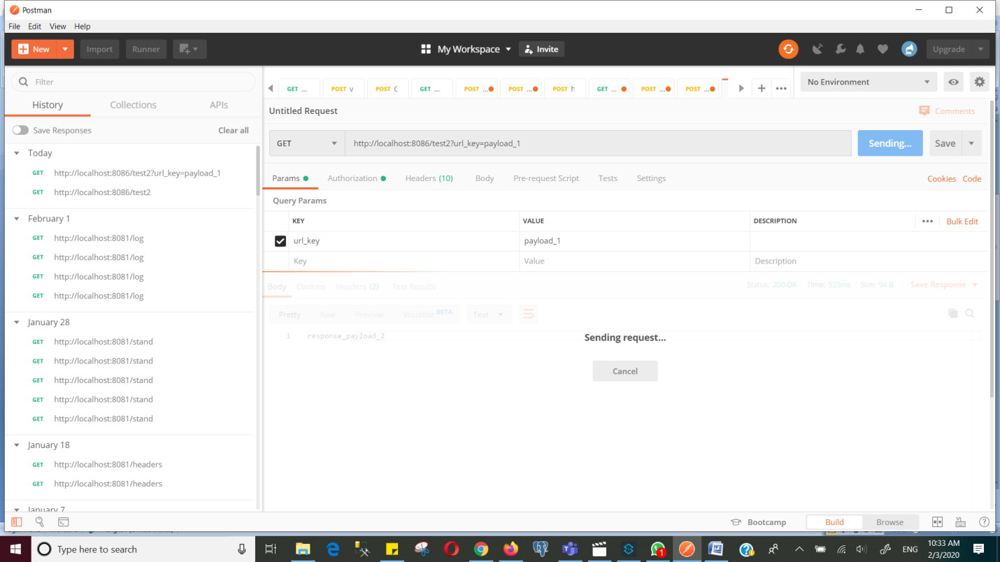 Postman
File Edit View Help
New Import Runner My Workspace Invite Upgrade
Filter
History Collections APIs
Save Responses Clear all
Today
GET http://localhost:8086/test2?url_key=payload_1
GET http://localhost:8086/test2
February 1
GET http://localhost:8081/log
GET http://localhost:8081/log
GET http://localhost:8081/log
GET http://localhost:8081/log
January 28
GET http://localhost:8081/stand
GET http://localhost:8081/stand
GET http://localhost:8081/stand
GET http://localhost:8081/stand
GET http://localhost:8081/stand
January 18
GET http://localhost:8081/headers
GET http://localhost:8081/headers
January 7
GET ... POST v POST C GET ... POST ... POST ... POST h GET ... POST ... POST ... No Environment
Untitled Request Comments
GET http://localhost:8086/test2?url_key=payload_1 Sending... Save
Params Authorization Headers (10) Body Pre-request Script Tests Settings Cookies Code
Query Params
KEY VALUE DESCRIPTION Bulk Edit
url_key payload_1
Key Value Description
Body Cookies Headers (2) Test Results Status: 200 OK Time: 525ms Size: 94 B Save Response
Pretty Raw Preview Visualize BETA Text
1 response_payload_2
Sending request...
Cancel
Bootcamp Build Browse
Type here to search 1 ENG 10:33 AM
2/3/2020